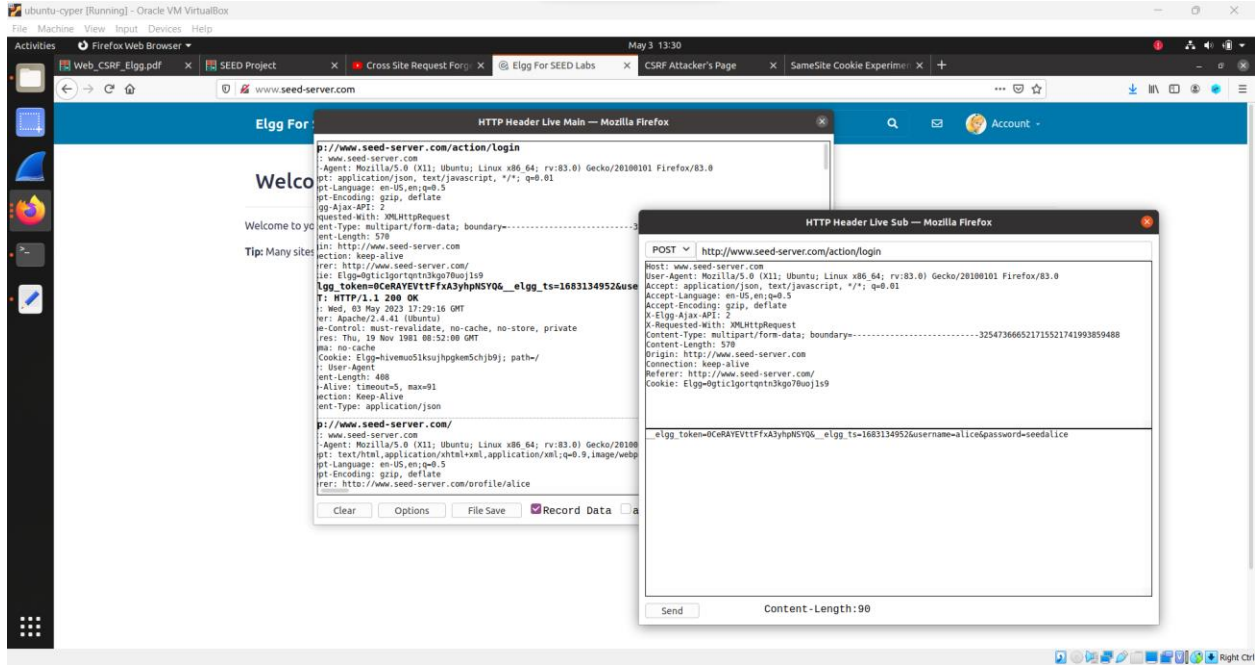 ubuntu-cyper [Running] - Oracle VM VirtualBox
File Machine View Input Devices Help
Activities Firefox Web Browser May 3 13:30
Web_CSRF_Elgg.pdf SEED Project Cross Site Request Forge Elgg For SEED Labs CSRF Attacker's Page SameSite Cookie Experimen
www.seed-server.com
Elgg For S
Account
Welco
Welcome to yo
Tip: Many sites
HTTP Header Live Main — Mozilla Firefox
p://www.seed-server.com/action/login
: www.seed-server.com
-Agent: Mozilla/5.0 (X11; Ubuntu; Linux x86_64; rv:83.0) Gecko/20100101 Firefox/83.0
ept: application/json, text/javascript, */*; q=0.01
ept-Language: en-US,en;q=0.5
ept-Encoding: gzip, deflate
gg-Ajax-API: 2
quested-With: XMLHttpRequest
ent-Type: multipart/form-data; boundary=---------------------------3
ent-Length: 570
in: http://www.seed-server.com
ection: keep-alive
rer: http://www.seed-server.com/
ie: Elgg=0gtic1gortqntn3kgo70uoj1s9
lgg_token=0CeRAYEVttFfxA3yhpNSYQ&__elgg_ts=1683134952&use
T: HTTP/1.1 200 OK
: Wed, 03 May 2023 17:29:16 GMT
er: Apache/2.4.41 (Ubuntu)
e-Control: must-revalidate, no-cache, no-store, private
res: Thu, 19 Nov 1981 08:52:00 GMT
ma: no-cache
Cookie: Elgg=hivemuo51ksujhpgkem5chjb9j; path=/
: User-Agent
ent-Length: 408
-Alive: timeout=5, max=91
ection: Keep-Alive
ent-Type: application/json
p://www.seed-server.com/
: www.seed-server.com
-Agent: Mozilla/5.0 (X11; Ubuntu; Linux x86_64; rv:83.0) Gecko/20100
ept: text/html,application/xhtml+xml,application/xml;q=0.9,image/webp
ept-Language: en-US,en;q=0.5
ept-Encoding: gzip, deflate
rer: http://www.seed-server.com/profile/alice
Clear Options File Save Record Data a
HTTP Header Live Sub — Mozilla Firefox
POST http://www.seed-server.com/action/login
Host: www.seed-server.com
User-Agent: Mozilla/5.0 (X11; Ubuntu; Linux x86_64; rv:83.0) Gecko/20100101 Firefox/83.0
Accept: application/json, text/javascript, */*; q=0.01
Accept-Language: en-US,en;q=0.5
Accept-Encoding: gzip, deflate
X-Elgg-Ajax-API: 2
X-Requested-With: XMLHttpRequest
Content-Type: multipart/form-data; boundary=---------------------------325473666521715521741993859488
Content-Length: 570
Origin: http://www.seed-server.com
Connection: keep-alive
Referer: http://www.seed-server.com/
Cookie: Elgg=0gtic1gortqntn3kgo70uoj1s9
__elgg_token=0CeRAYEVttFfxA3yhpNSYQ&__elgg_ts=1683134952&username=alice&password=seedalice
Send Content-Length:90
Right Ctrl